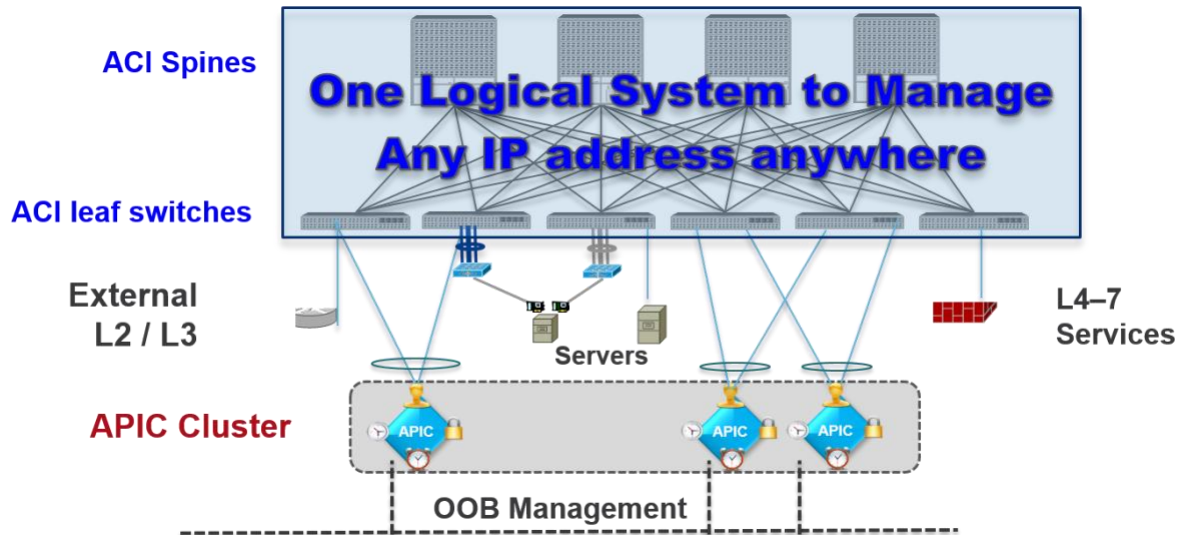 ACI Spines
One Logical System to Manage
Any IP address anywhere
ACI leaf switches
External
L2 / L3
Servers
L4–7
Services
APIC Cluster
APIC
APIC
APIC
OOB Management